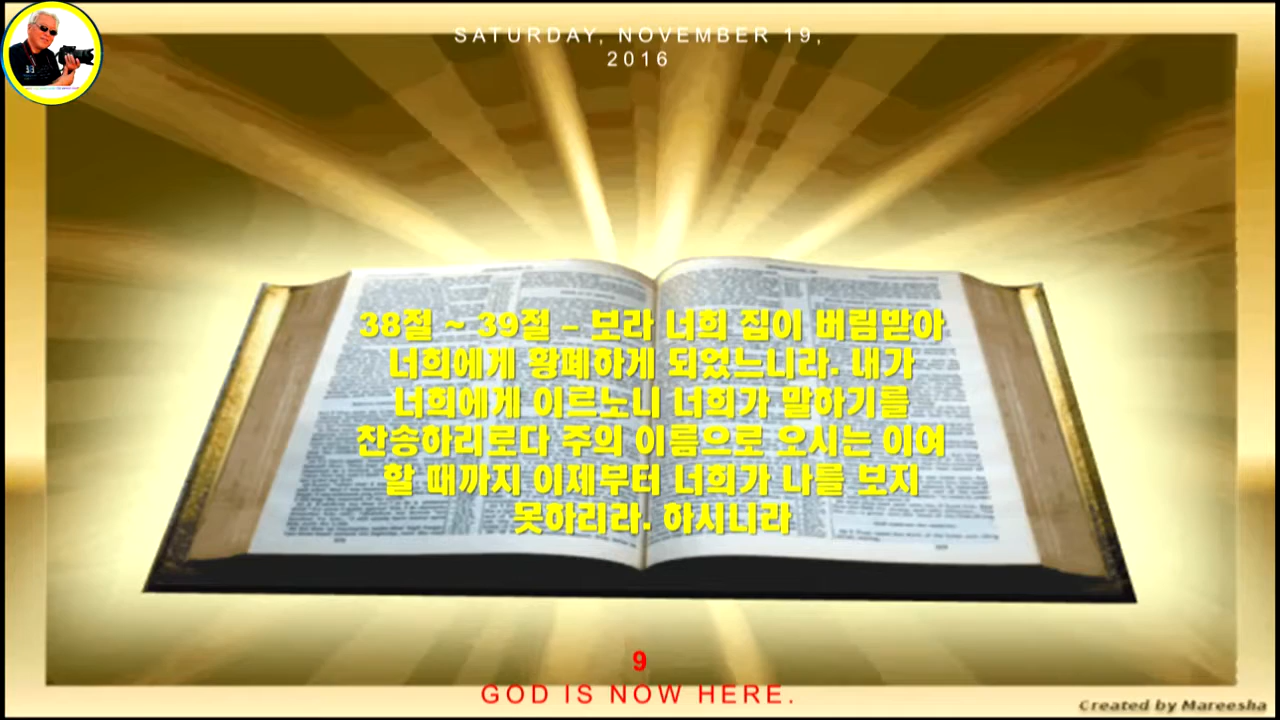 SATURDAY, NOVEMBER 19,
2016
38절 ~ 39절 – 보라 너희 집이 버림받아
너희에게 황폐하게 되었느니라. 내가
너희에게 이르노니 너희가 말하기를
찬송하리로다 주의 이름으로 오시는 이여
할 때까지 이제부터 너희가 나를 보지
못하리라. 하시니라
9
GOD IS NOW HERE.
Created by Mareesha